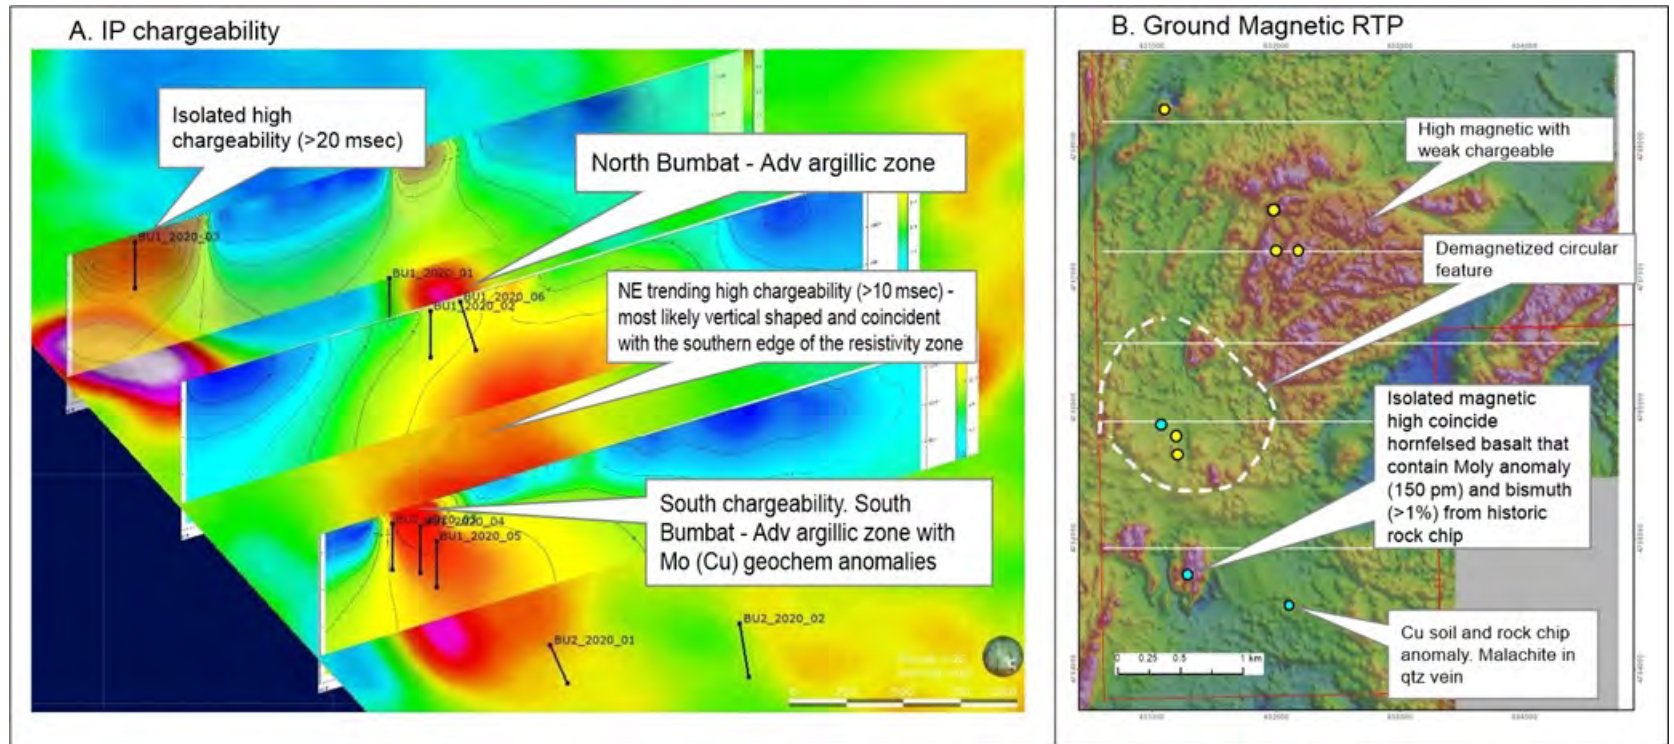 A. IP chargeability
Isolated high
chargeability (>20 msec)
North Bumbat - Adv argillic zone
NE trending high chargeability (>10 msec) -
most likely vertical shaped and coincident
with the southern edge of the resistivity zone
South chargeability. South
Bumbat - Adv argillic zone with
Mo (Cu) geochem anomalies
BU1_2020_03
BU1_2020_01
BU1_2020_06
BU1_2020_02
BU1_2020_05
BU2_2020_01
BU2_2020_02
B. Ground Magnetic RTP
High magnetic with
weak chargeable
Demagnetized circular
feature
Isolated magnetic
high coincide
hornfelsed basalt that
contain Moly anomaly
(150 pm) and bismuth
(>1%) from historic
rock chip
Cu soil and rock chip
anomaly. Malachite in
qtz vein
0 0.25 0.5 1 km